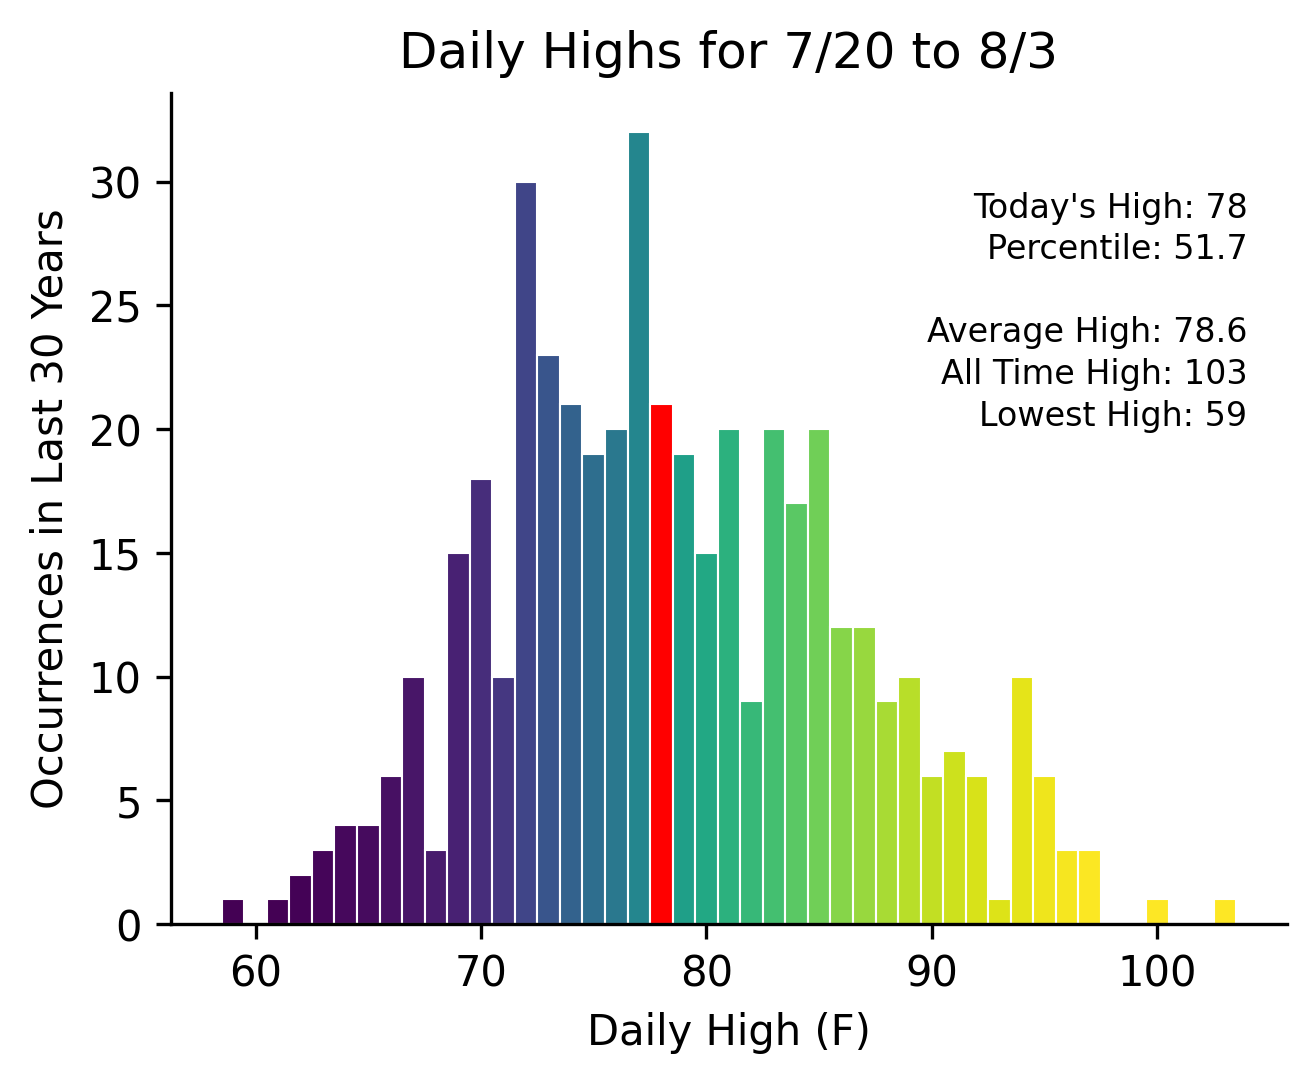 Daily Highs for 7/20 to 8/3
Occurrences in Last 30 Years
30
25
20
15
10
5
0
Today's High: 78
Percentile: 51.7
Average High: 78.6
All Time High: 103
Lowest High: 59
60 70 80 90 100
Daily High (F)